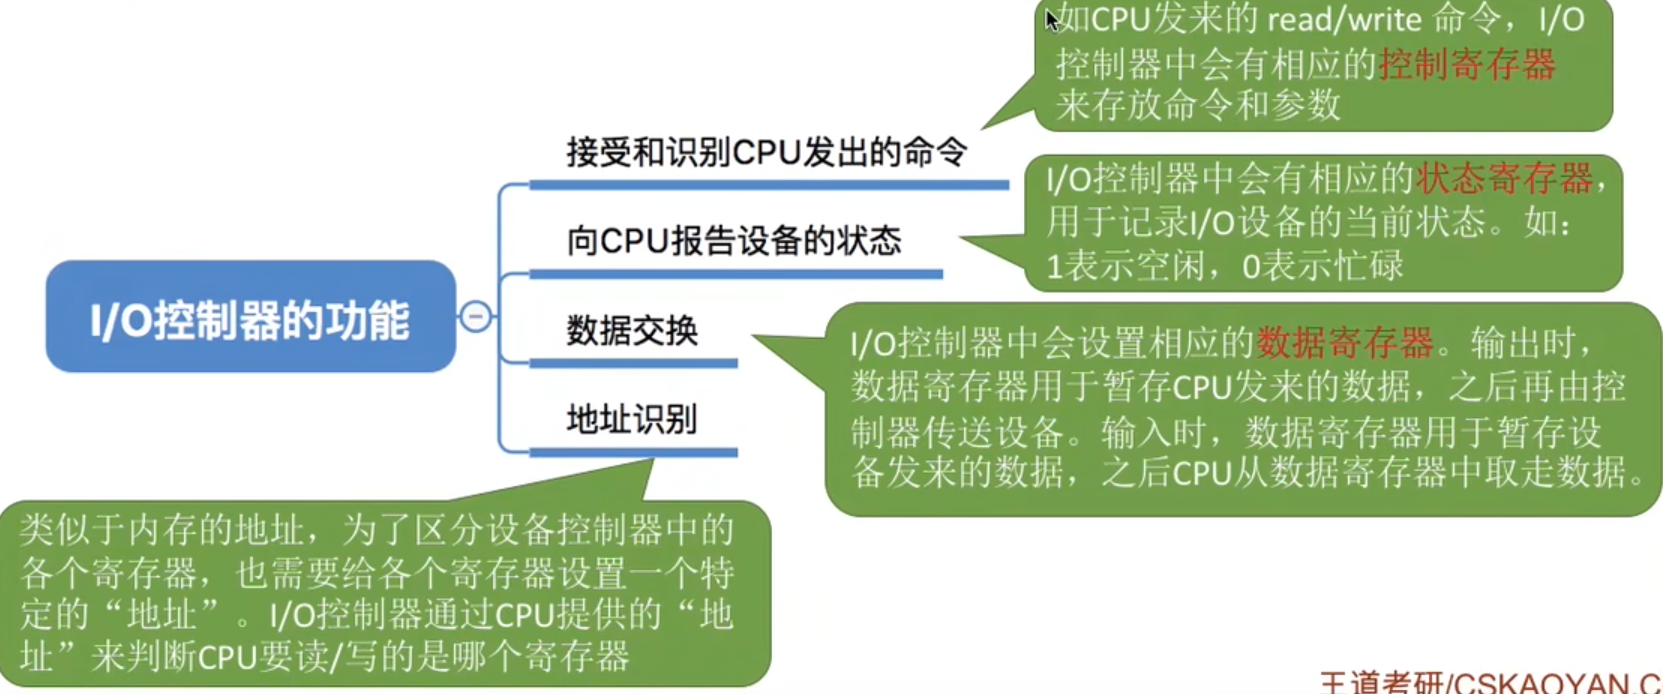 如CPU发来的 read/write 命令，I/O
控制器中会有相应的控制寄存器
来存放命令和参数
接受和识别CPU发出的命令
I/O控制器中会有相应的状态寄存器，
用于记录I/O设备的当前状态。如：
1表示空闲，0表示忙碌
向CPU报告设备的状态
I/O控制器的功能
数据交换
I/O控制器中会设置相应的数据寄存器。输出时，
数据寄存器用于暂存CPU发来的数据，之后再由控
制器传送设备。输入时，数据寄存器用于暂存设
备发来的数据，之后CPU从数据寄存器中取走数据。
地址识别
类似于内存的地址，为了区分设备控制器中的
各个寄存器，也需要给各个寄存器设置一个特
定的“地址”。I/O控制器通过CPU提供的“地
址”来判断CPU要读/写的是哪个寄存器
王道考研/CSKAOYAN.C